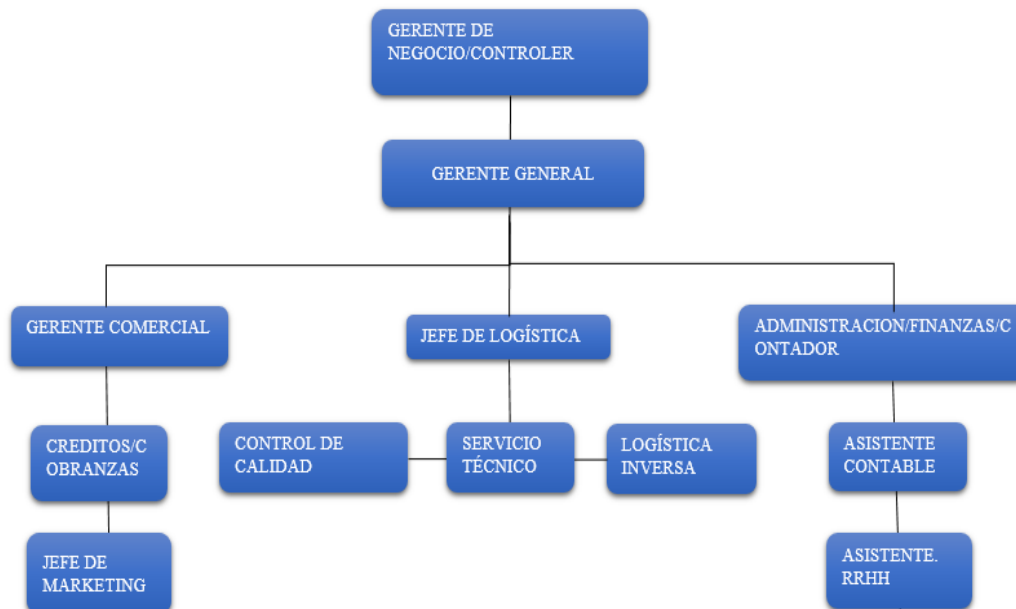 GERENTE DE
NEGOCIO/CONTROLER
GERENTE GENERAL
GERENTE COMERCIAL
JEFE DE LOGÍSTICA
ADMINISTRACION/FINANZAS/C
ONTADOR
CREDITOS/C
OBRANZAS
CONTROL DE
CALIDAD
SERVICIO
TÉCNICO
LOGÍSTICA
INVERSA
ASISTENTE
CONTABLE
JEFE DE
MARKETING
ASISTENTE.
RRHH